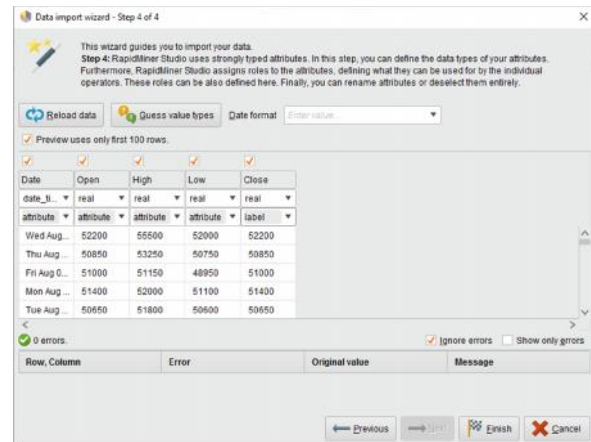 Data import wizard - Step 4 of 4
This wizard guides you to import your data.
Step 4: RapidMiner Studio uses strongly typed attributes. In this step, you can define the data types of your attributes.
Furthermore, RapidMiner Studio assigns roles to the attributes, defining what they can be used for by the individual
operators. These roles can be also defined here. Finally, you can rename attributes or deselect them entirely.
Reload data Guess value types Date format Enter value...
Preview uses only first 100 rows.
Date Open High Low Close
date_ti... real real real real
attribute attribute attribute attribute label
Wed Aug... 52200 55500 52000 52200
Thu Aug ... 50850 53250 50750 50850
Fri Aug 0... 51000 51150 48950 51000
Mon Aug ... 51400 52000 51100 51400
Tue Aug ... 50650 51800 50600 50650
0 errors. Ignore errors Show only errors
Row, Column Error Original value Message
Previous Next Finish Cancel